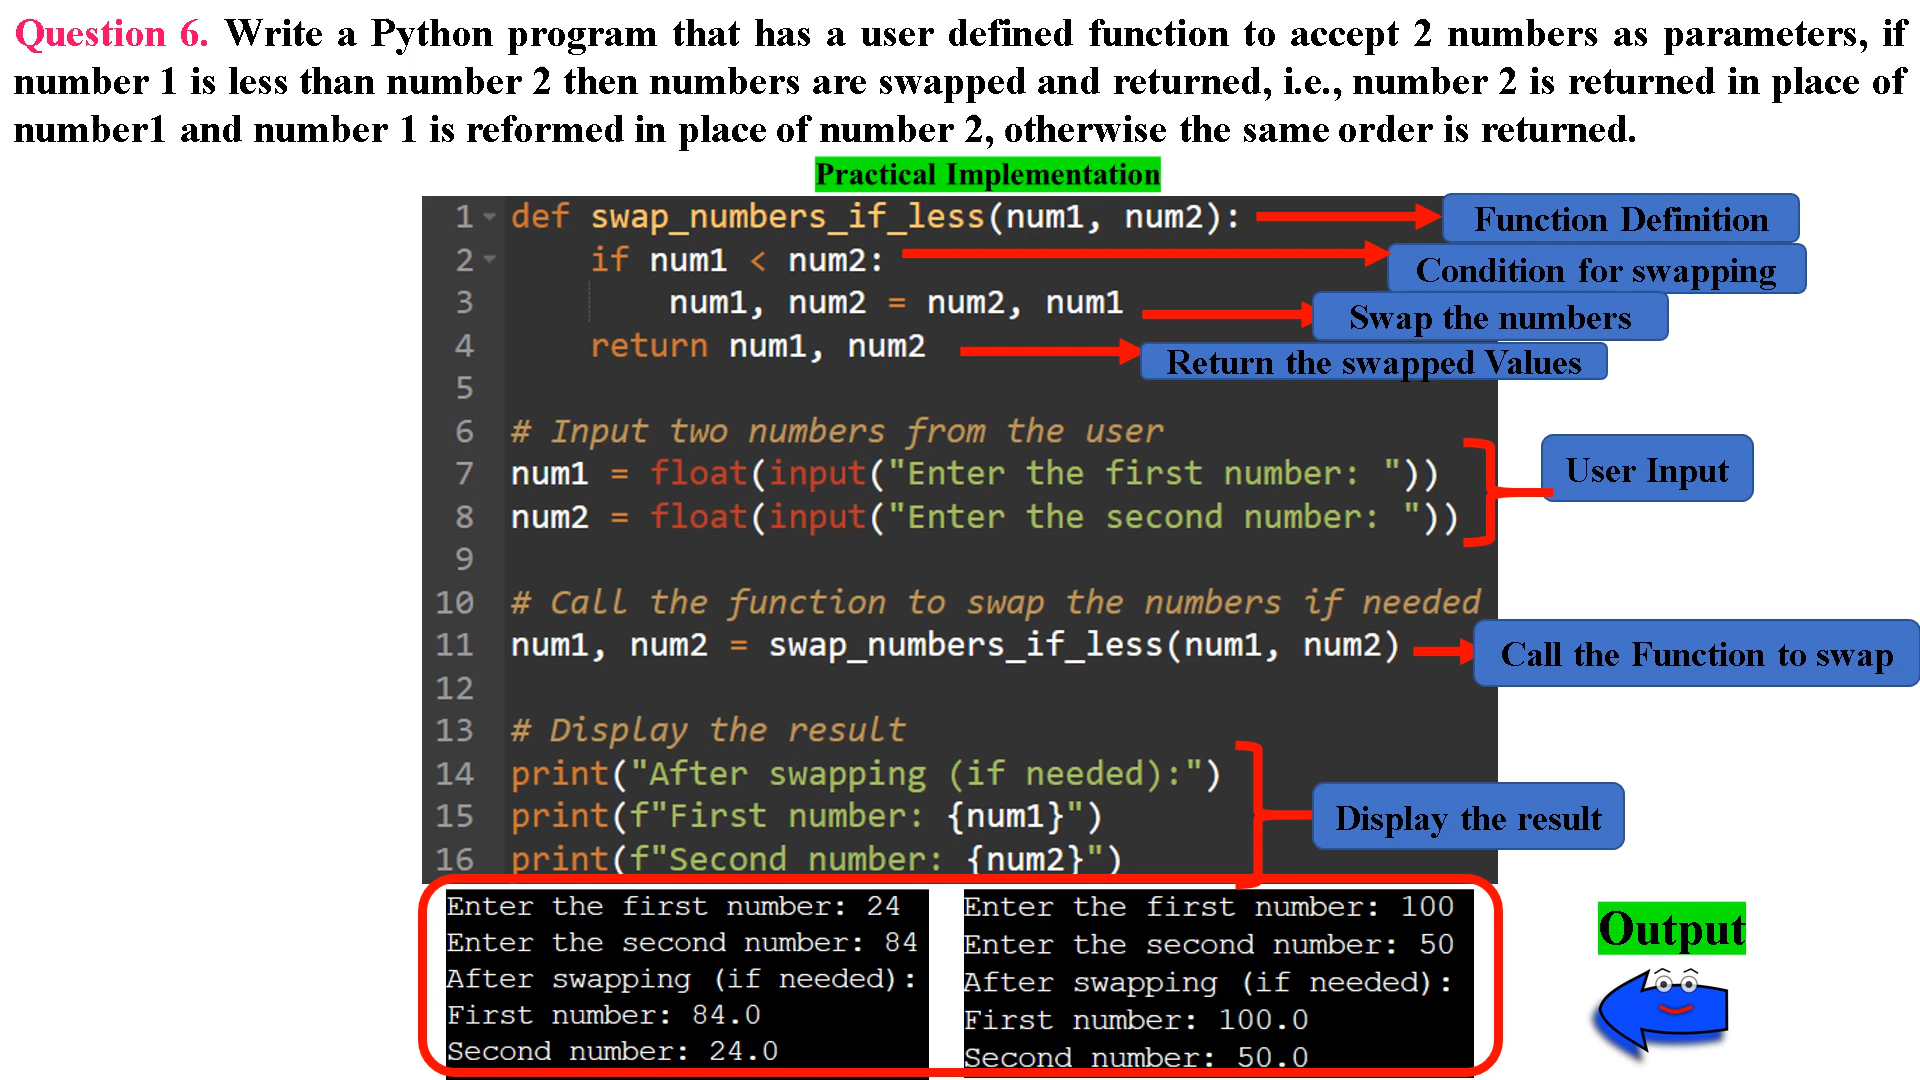 Question 6. Write a Python program that has a user defined function to accept 2 numbers as parameters, if
number 1 is less than number 2 then numbers are swapped and returned, i.e., number 2 is returned in place of
number1 and number 1 is reformed in place of number 2, otherwise the same order is returned.
Practical Implementation
1 def swap_numbers_if_less(num1, num2):
Function Definition
2 if num1 < num2:
Condition for swapping
3 num1, num2 = num2, num1
Swap the numbers
4 return num1, num2
Return the swapped Values
5
6 # Input two numbers from the user
7 num1 = float(input("Enter the first number: "))
User Input
8 num2 = float(input("Enter the second number: "))
9
10 # Call the function to swap the numbers if needed
11 num1, num2 = swap_numbers_if_less(num1, num2)
Call the Function to swap
12
13 # Display the result
14 print("After swapping (if needed):")
15 print(f"First number: {num1}")
Display the result
16 print(f"Second number: {num2}")
Enter the first number: 24
Enter the second number: 84
After swapping (if needed):
First number: 84.0
Second number: 24.0
Enter the first number: 100
Enter the second number: 50
After swapping (if needed):
First number: 100.0
Second number: 50.0
Output